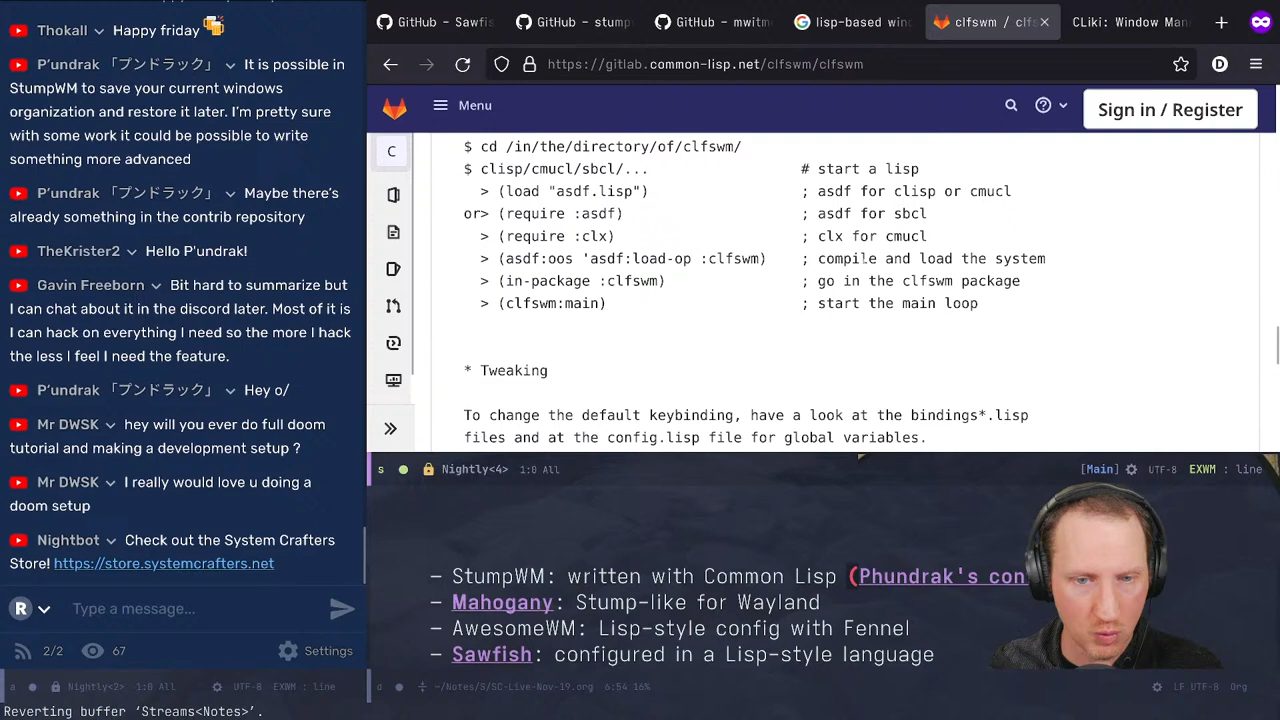 Thokall Happy friday
P'undrak 「プンドラック」 It is possible in
StumpWM to save your current windows
organization and restore it later. I'm pretty sure
with some work it could be possible to write
something more advanced
P'undrak 「プンドラック」 Maybe there's
already something in the contrib repository
TheKrister2 Hello P'undrak!
Gavin Freeborn Bit hard to summarize but
I can chat about it in the discord later. Most of it is
I can hack on everything I need so the more I hack
the less I feel I need the feature.
P'undrak 「プンドラック」 Hey o/
Mr DWSK hey will you ever do full doom
tutorial and making a development setup ?
Mr DWSK I really would love u doing a
doom setup
Nightbot Check out the System Crafters
Store! https://store.systemcrafters.net
R Type a message...
2/2 67 Settings
a Nightly<2> 1:0 All UTF-8 EXWM : line
Reverting buffer ‘Streams<Notes>’.
GitHub - Sawfis GitHub - stump GitHub - mwitme lisp-based win clfswm / clfs CLiki: Window Man
https://gitlab.common-lisp.net/clfswm/clfswm D
Menu Sign in / Register
C
$ cd /in/the/directory/of/clfswm/
$ clisp/cmucl/sbcl/... # start a lisp
> (load "asdf.lisp") ; asdf for clisp or cmucl
or> (require :asdf) ; asdf for sbcl
> (require :clx) ; clx for cmucl
> (asdf:oos 'asdf:load-op :clfswm) ; compile and load the system
> (in-package :clfswm) ; go in the clfswm package
> (clfswm:main) ; start the main loop
* Tweaking
To change the default keybinding, have a look at the bindings*.lisp
files and at the config.lisp file for global variables.
s Nightly<4> 1:0 All [Main] UTF-8 EXWM : line
– StumpWM: written with Common Lisp (Phundrak's con
– Mahogany: Stump-like for Wayland
– AwesomeWM: Lisp-style config with Fennel
– Sawfish: configured in a Lisp-style language
~/Notes/S/SC-Live-Nov-19.org 6:54 16% LF UTF-8 Org